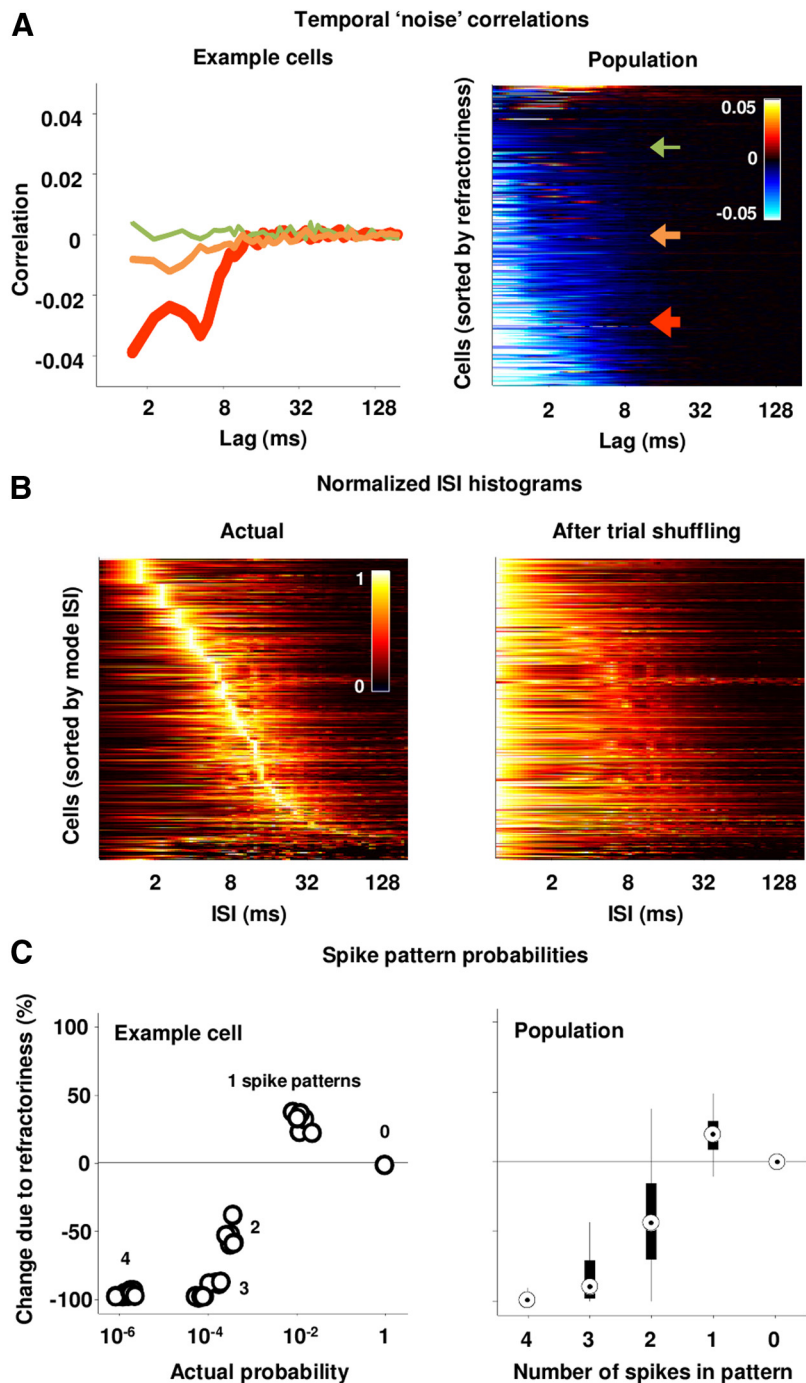 A
Temporal ‘noise’ correlations
Example cells
Population
0.04
0.02
0
-0.02
-0.04
Correlation
2 8 32 128
Lag (ms)
Cells (sorted by refractoriness)
0.05
0
-0.05
2 8 32 128
Lag (ms)
B
Normalized ISI histograms
Actual
After trial shuffling
Cells (sorted by mode ISI)
1
0
2 8 32 128
ISI (ms)
2 8 32 128
ISI (ms)
C
Spike pattern probabilities
Change due to refractoriness (%)
100
50
0
-50
-100
Example cell
1 spike patterns
0
2
3
4
10-6 10-4 10-2 1
Actual probability
Population
4 3 2 1 0
Number of spikes in pattern